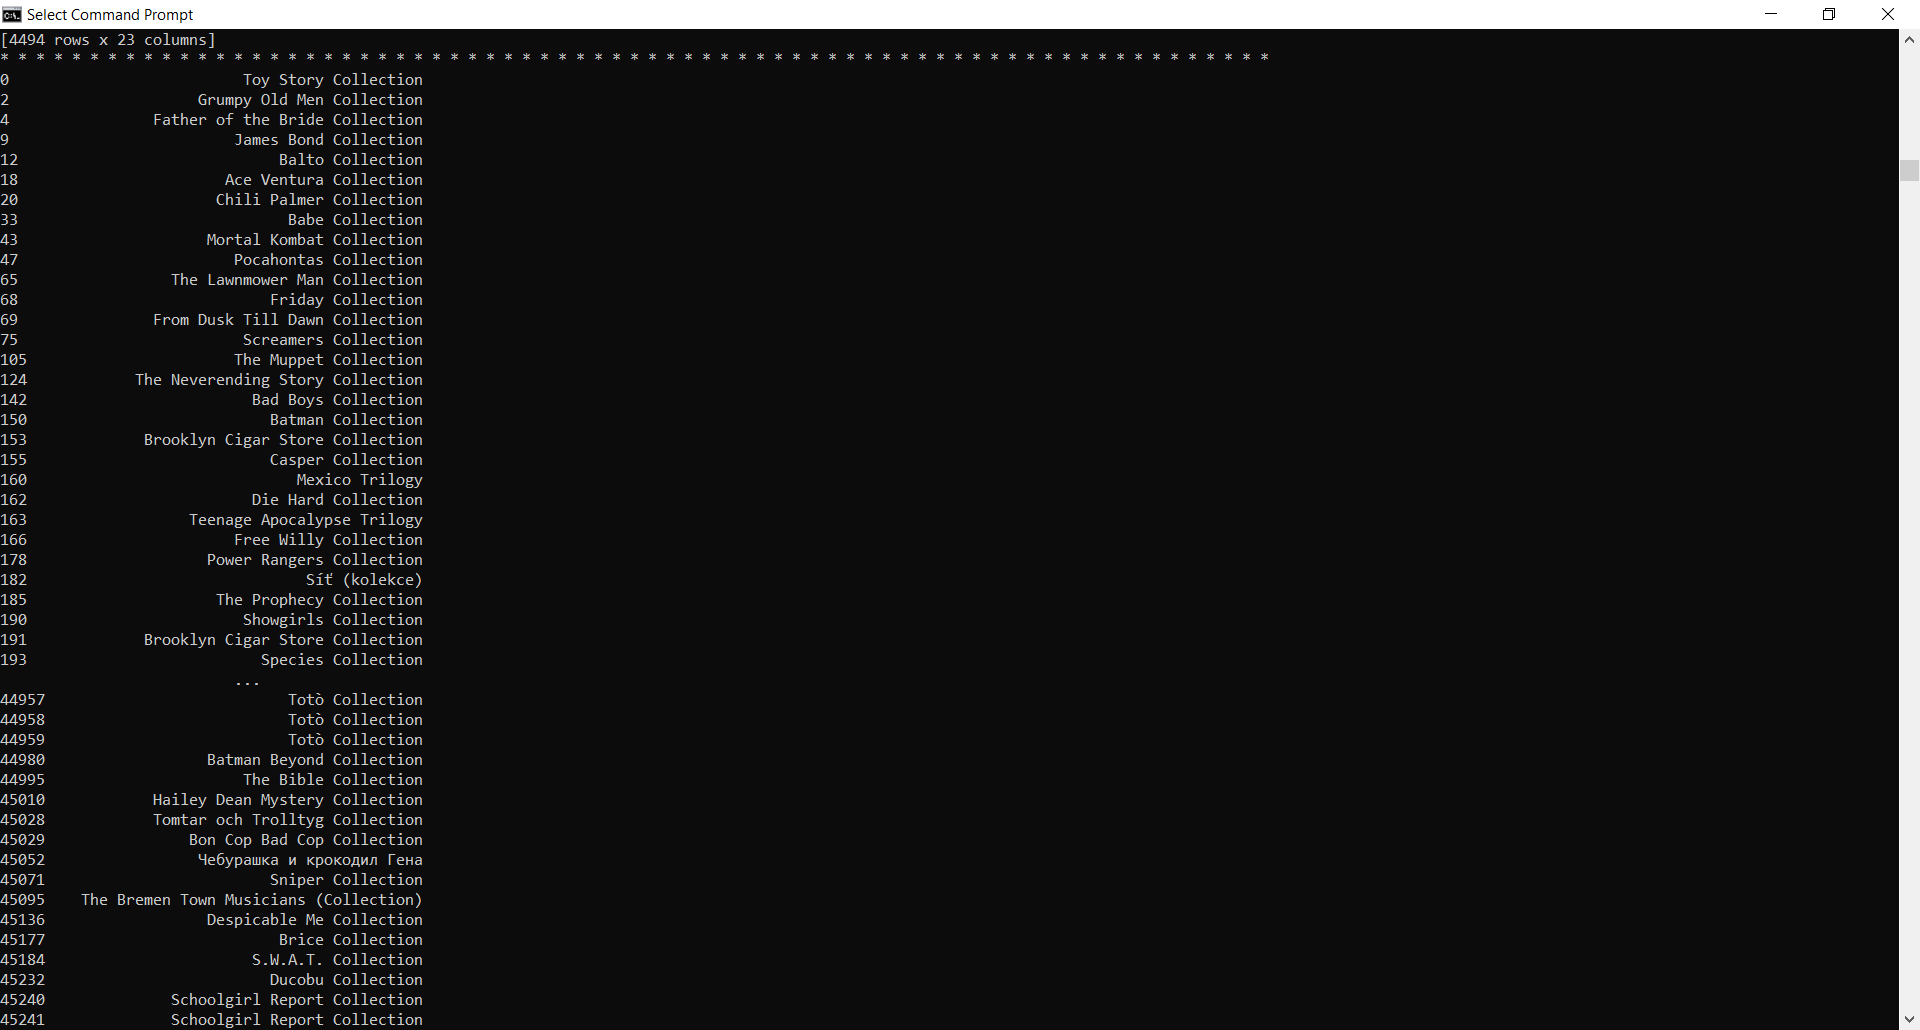 Select Command Prompt
[4494 rows x 23 columns]
* * * * * * * * * * * * * * * * * * * * * * * * * * * * * * * * * * * * * * * * * * * * * * * * * * * * * * * * * * * * * * * * * * * * * * *
0 Toy Story Collection
2 Grumpy Old Men Collection
4 Father of the Bride Collection
9 James Bond Collection
12 Balto Collection
18 Ace Ventura Collection
20 Chili Palmer Collection
33 Babe Collection
43 Mortal Kombat Collection
47 Pocahontas Collection
65 The Lawnmower Man Collection
68 Friday Collection
69 From Dusk Till Dawn Collection
75 Screamers Collection
105 The Muppet Collection
124 The Neverending Story Collection
142 Bad Boys Collection
150 Batman Collection
153 Brooklyn Cigar Store Collection
155 Casper Collection
160 Mexico Trilogy
162 Die Hard Collection
163 Teenage Apocalypse Trilogy
166 Free Willy Collection
178 Power Rangers Collection
182 Síť (kolekce)
185 The Prophecy Collection
190 Showgirls Collection
191 Brooklyn Cigar Store Collection
193 Species Collection
...
44957 Totò Collection
44958 Totò Collection
44959 Totò Collection
44980 Batman Beyond Collection
44995 The Bible Collection
45010 Hailey Dean Mystery Collection
45028 Tomtar och Trolltyg Collection
45029 Bon Cop Bad Cop Collection
45052 Чебурашка и крокодил Гена
45071 Sniper Collection
45095 The Bremen Town Musicians (Collection)
45136 Despicable Me Collection
45177 Brice Collection
45184 S.W.A.T. Collection
45232 Ducobu Collection
45240 Schoolgirl Report Collection
45241 Schoolgirl Report Collection